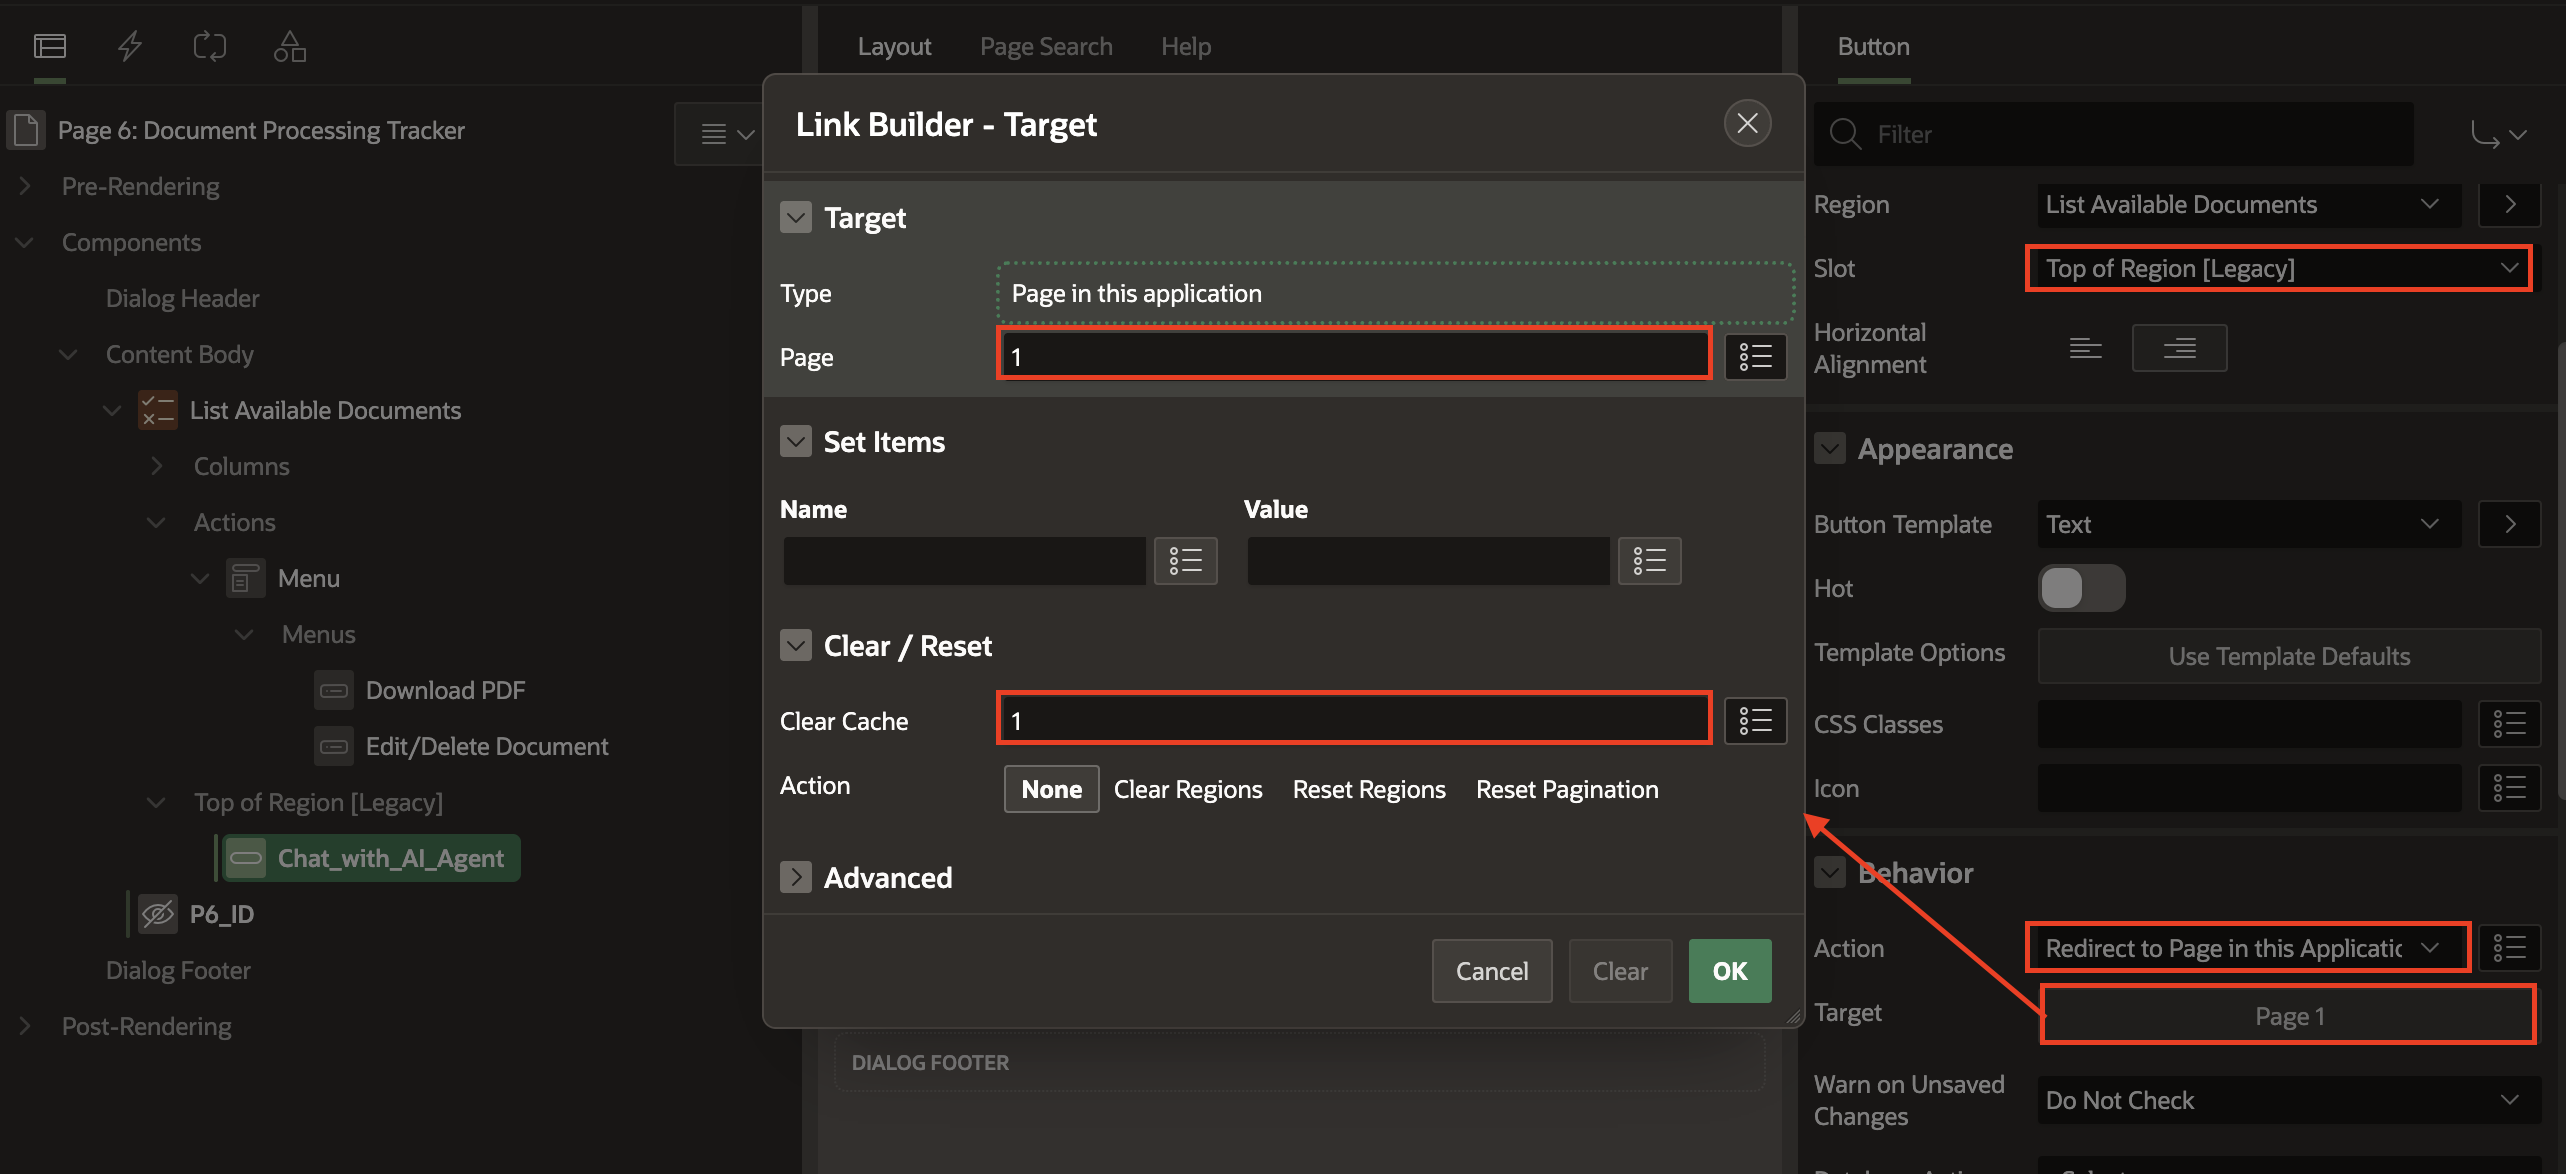 Layout
Page Search
Help
Button
Page 6: Document Processing Tracker
Pre-Rendering
Components
Dialog Header
Content Body
List Available Documents
Columns
Actions
Menu
Menus
Download PDF
Edit/Delete Document
Top of Region [Legacy]
Chat_with_AI_Agent
P6_ID
Dialog Footer
Post-Rendering
Link Builder - Target
Target
Type
Page in this application
Page
1
Set Items
Name
Value
Clear / Reset
Clear Cache
1
Action
None
Clear Regions
Reset Regions
Reset Pagination
Advanced
Cancel
Clear
OK
DIALOG FOOTER
Filter
Region
List Available Documents
Slot
Top of Region [Legacy]
Horizontal
Alignment
Appearance
Button Template
Text
Hot
Template Options
Use Template Defaults
CSS Classes
Icon
Behavior
Action
Redirect to Page in this Applicatic
Target
Page 1
Warn on Unsaved
Changes
Do Not Check